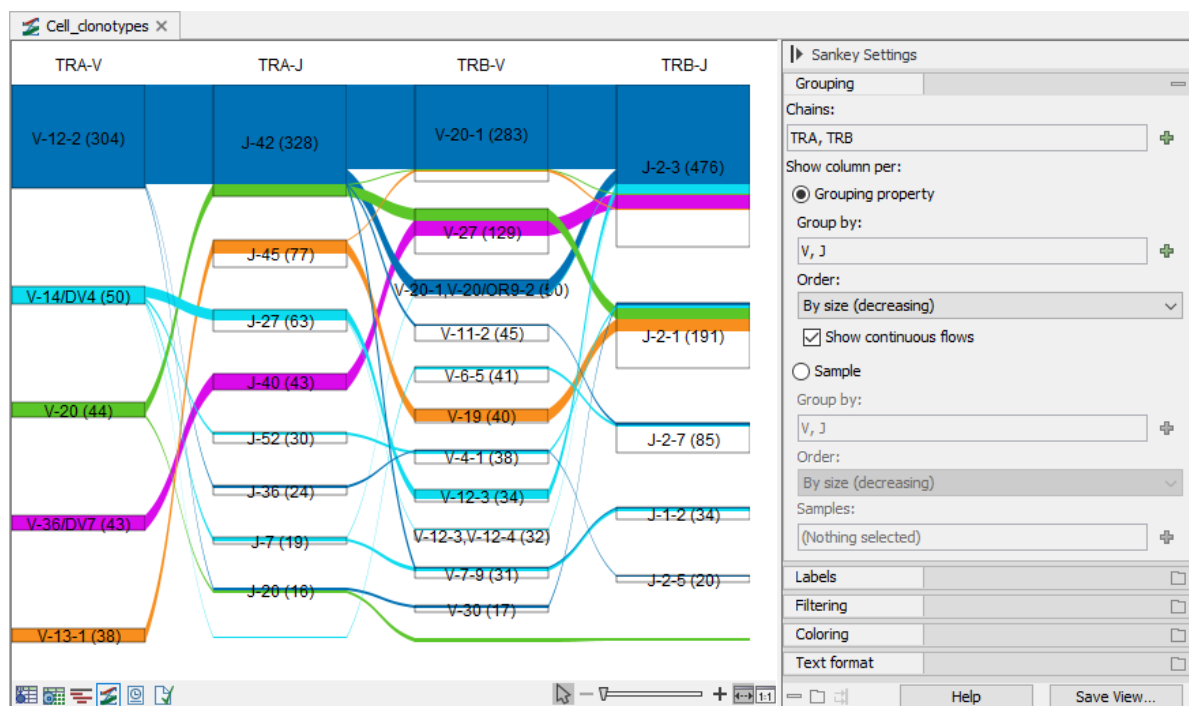 Cell_clonotypes
TRA-V TRA-J TRB-V TRB-J
V-12-2 (304)
V-14/DV4 (50)
V-20 (44)
V-36/DV7 (43)
V-13-1 (38)
J-42 (328)
J-45 (77)
J-27 (63)
J-40 (43)
J-52 (30)
J-36 (24)
J-7 (19)
J-20 (16)
V-20-1 (283)
V-27 (129)
V-20-1,V-20/OR9-2 (50)
V-11-2 (45)
V-6-5 (41)
V-19 (40)
V-4-1 (38)
V-12-3 (34)
V-12-3,V-12-4 (32)
V-7-9 (31)
V-30 (17)
J-2-3 (476)
J-2-1 (191)
J-2-7 (85)
J-1-2 (34)
J-2-5 (20)
1:1
Sankey Settings
Grouping
Chains:
TRA, TRB
Show column per:
Grouping property
Group by:
V, J
Order:
By size (decreasing)
Show continuous flows
Sample
Group by:
V, J
Order:
By size (decreasing)
Samples:
(Nothing selected)
Labels
Filtering
Coloring
Text format
Help Save View...